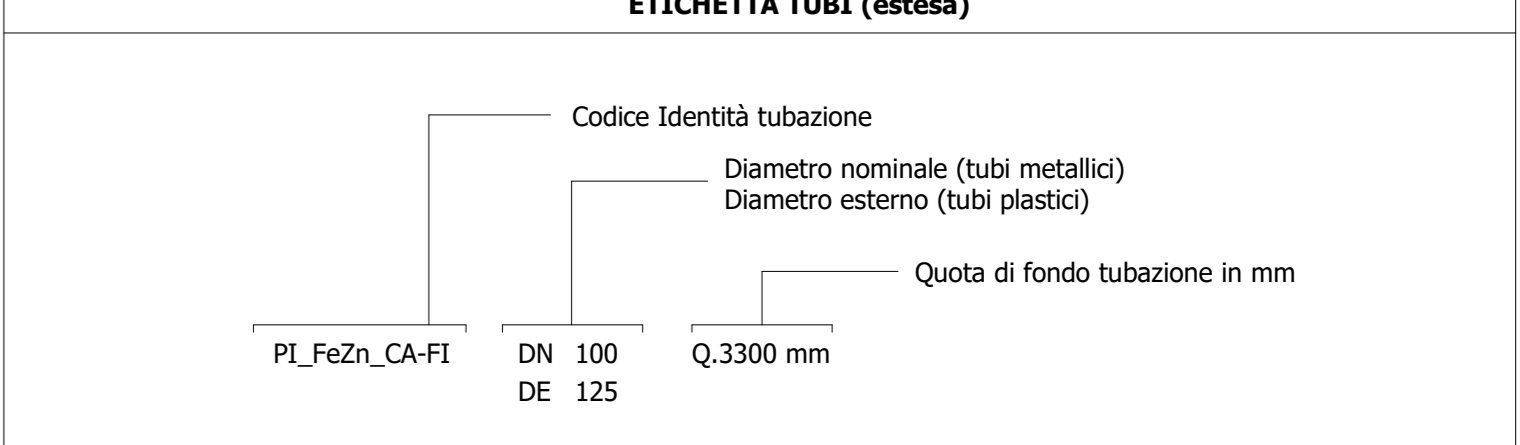 ETICHETTA TUBI (estesa)
Codice Identità tubazione
Diametro nominale (tubi metallici)
Diametro esterno (tubi plastici)
Quota di fondo tubazione in mm
PI_FeZn_CA-FI DN 100 Q.3300 mm
DE 125